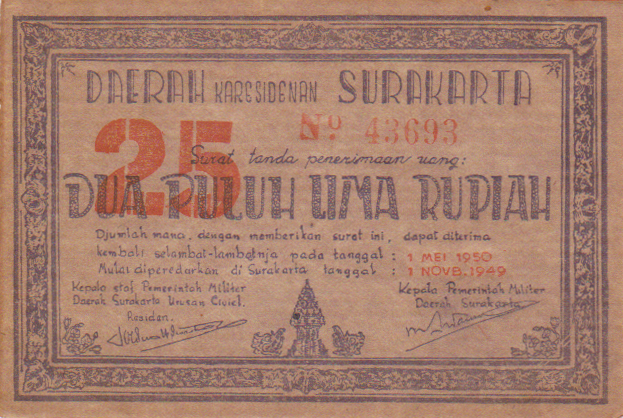 DAERAH KARESIDENAN SURAKARTA
25
No 43693
Surat tanda penerimaan uang:
DUA PULUH LIMA RUPIAH
Djumlah mana, dengan memberikan surat ini, dapat diterima
kembali selambat-lambatnja pada tanggal : 1 MEI 1950
Mulai diperedarkan di Surakarta tanggal : 1 NOVB. 1949
Kepala staf Pemerintah Militer
Daerah Surakarta Urusan Civiel.
Residen.
Kepala Pemerintah Militer
Daerah Surakarta